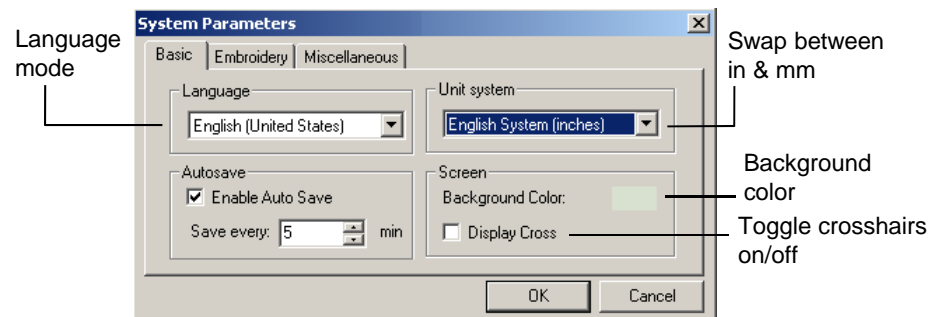 System Parameters
Language
mode
Swap between
in & mm
Basic Embroidery Miscellaneous
Language
English (United States)
Unit system
English System (inches)
Autosave
Enable Auto Save
Save every: 5 min
Screen
Background Color:
Display Cross
Background
color
Toggle crosshairs
on/off
OK Cancel